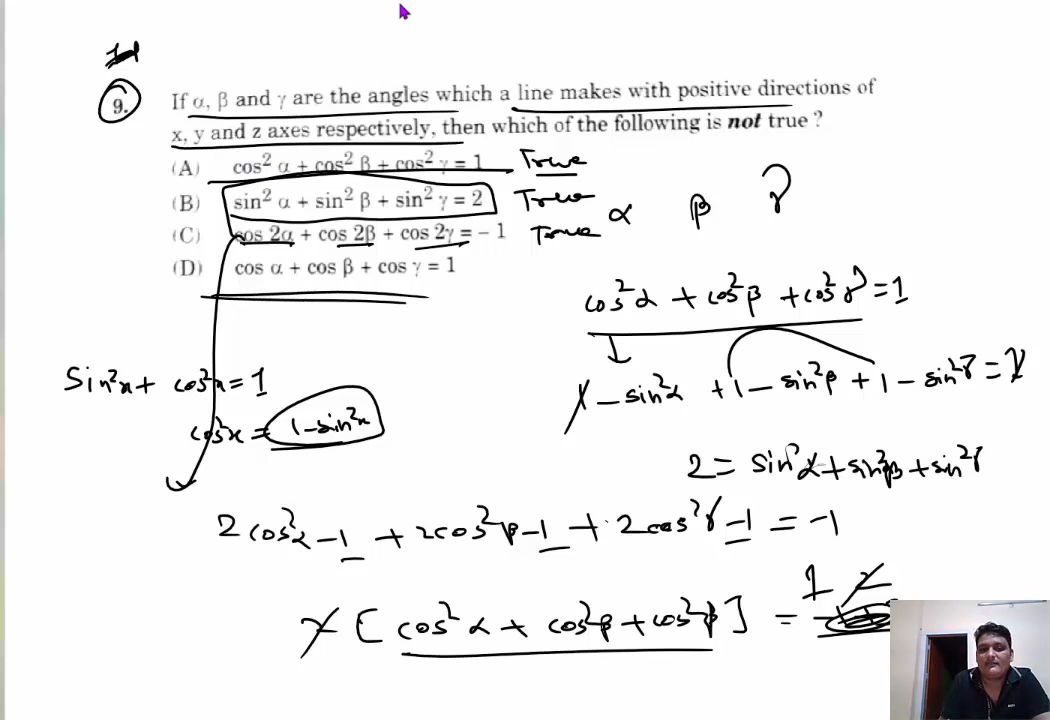 9. If α, β and γ are the angles which a line makes with positive directions of
x, y and z axes respectively, then which of the following is not true ?
(A) cos² α + cos² β + cos² γ = 1 True
(B) sin² α + sin² β + sin² γ = 2 True
(C) cos 2α + cos 2β + cos 2γ = – 1 True
α β γ
(D) cos α + cos β + cos γ = 1
cos²α + cos²β + cos²γ = 1
Sin²x + cos²x = 1
1 – sin²α + 1 – sin²β + 1 – sin²γ = 1
cos²x = 1–sin²x
2 = sin²α + sin²β + sin²γ
2cos²α –1 + 2cos²β –1 + 2cos²γ –1 = –1
2 [ cos²α + cos²β + cos²β ] = 1 2